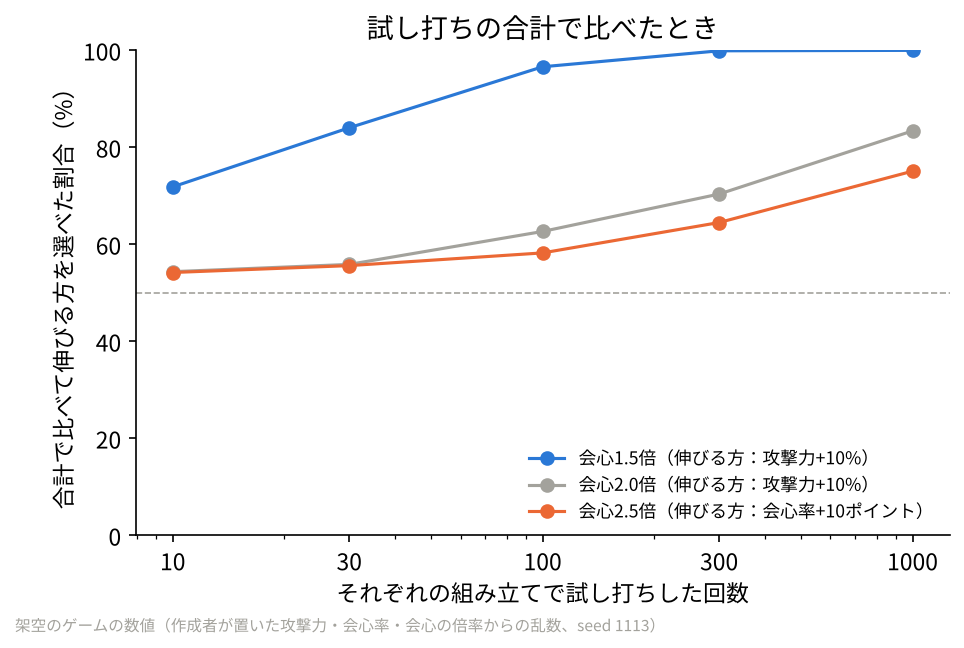 試し打ちの合計で比べたとき
合計で比べて伸びる方を選べた割合（%）
100
80
60
40
20
0
会心1.5倍（伸びる方：攻撃力+10%）
会心2.0倍（伸びる方：攻撃力+10%）
会心2.5倍（伸びる方：会心率+10ポイント）
10
30
100
300
1000
それぞれの組み立てで試し打ちした回数
架空のゲームの数値（作成者が置いた攻撃力・会心率・会心の倍率からの乱数、seed 1113）